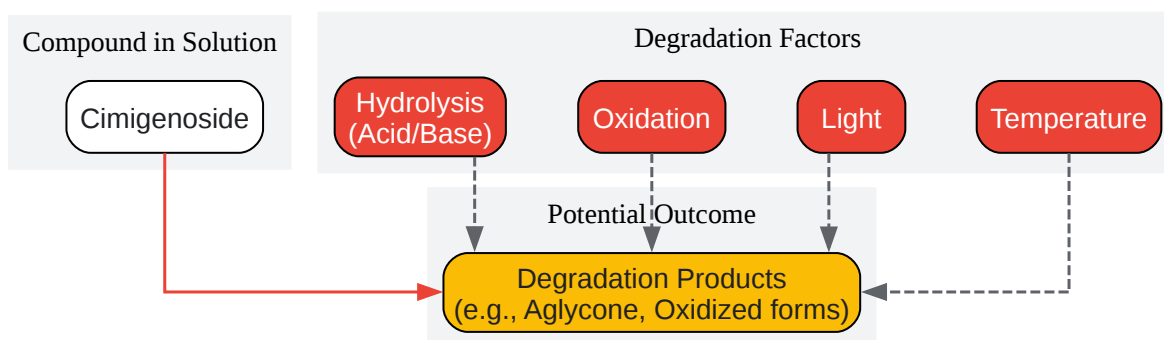 Compound in Solution
Cimigenoside
Degradation Factors
Hydrolysis
(Acid/Base)
Oxidation
Light
Temperature
Potential Outcome
Degradation Products
(e.g., Aglycone, Oxidized forms)